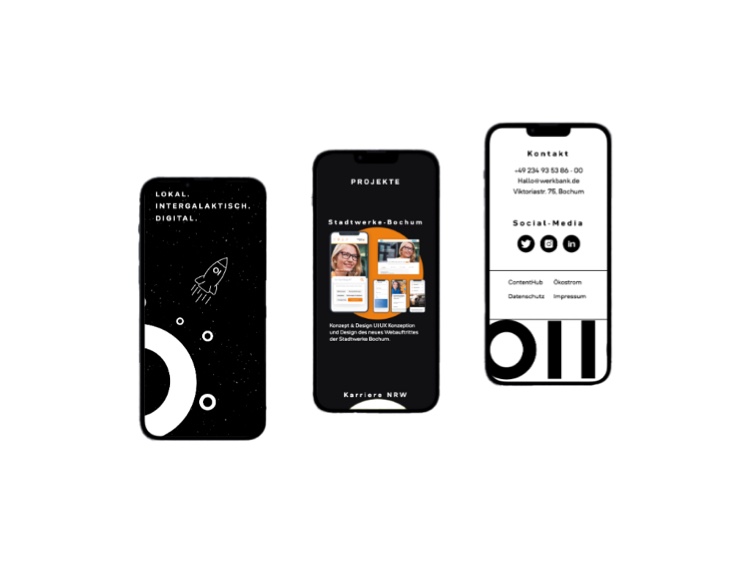 LOKAL.
INTERGALAKTISCH.
DIGITAL.
PROJEKTE
Stadtwerke-Bochum
Konzept & Design UI UX Konzeption
und Design des neues Webauftrittes
der Stadtwerke Bochum.
Karriere NRW
Kontakt
+49 234 93 53 86 - 00
Hallo@werkbank.de
Viktoriastr. 75, Bochum
Social-Media
in
ContentHub Ökostrom
Datenschutz Impressum